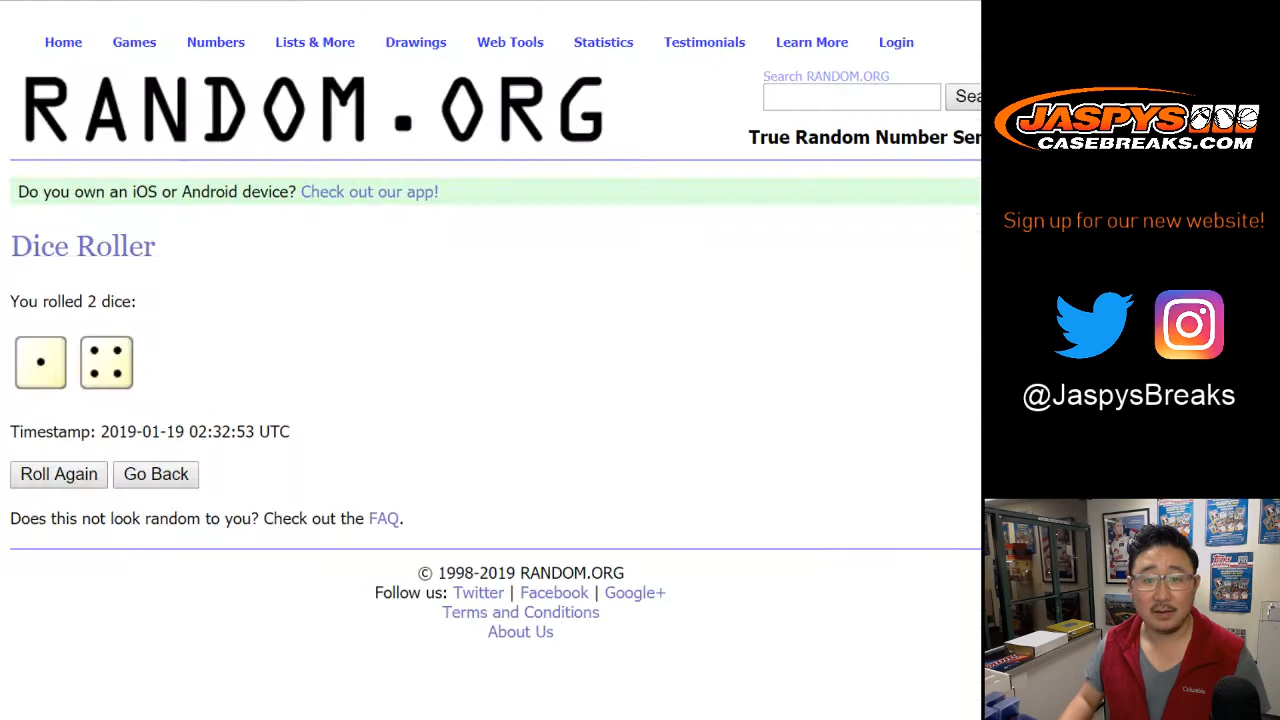 Home Games Numbers Lists & More Drawings Web Tools Statistics Testimonials Learn More Login
RANDOM.ORG
Search RANDOM.ORG
Sea
True Random Number Ser
JASPYS
CASEBREAKS.COM
Do you own an iOS or Android device? Check out our app!
Sign up for our new website!
Dice Roller
You rolled 2 dice:
@JaspysBreaks
Timestamp: 2019-01-19 02:32:53 UTC
Roll Again Go Back
Does this not look random to you? Check out the FAQ.
© 1998-2019 RANDOM.ORG
Follow us: Twitter | Facebook | Google+
Terms and Conditions
About Us
Columbia